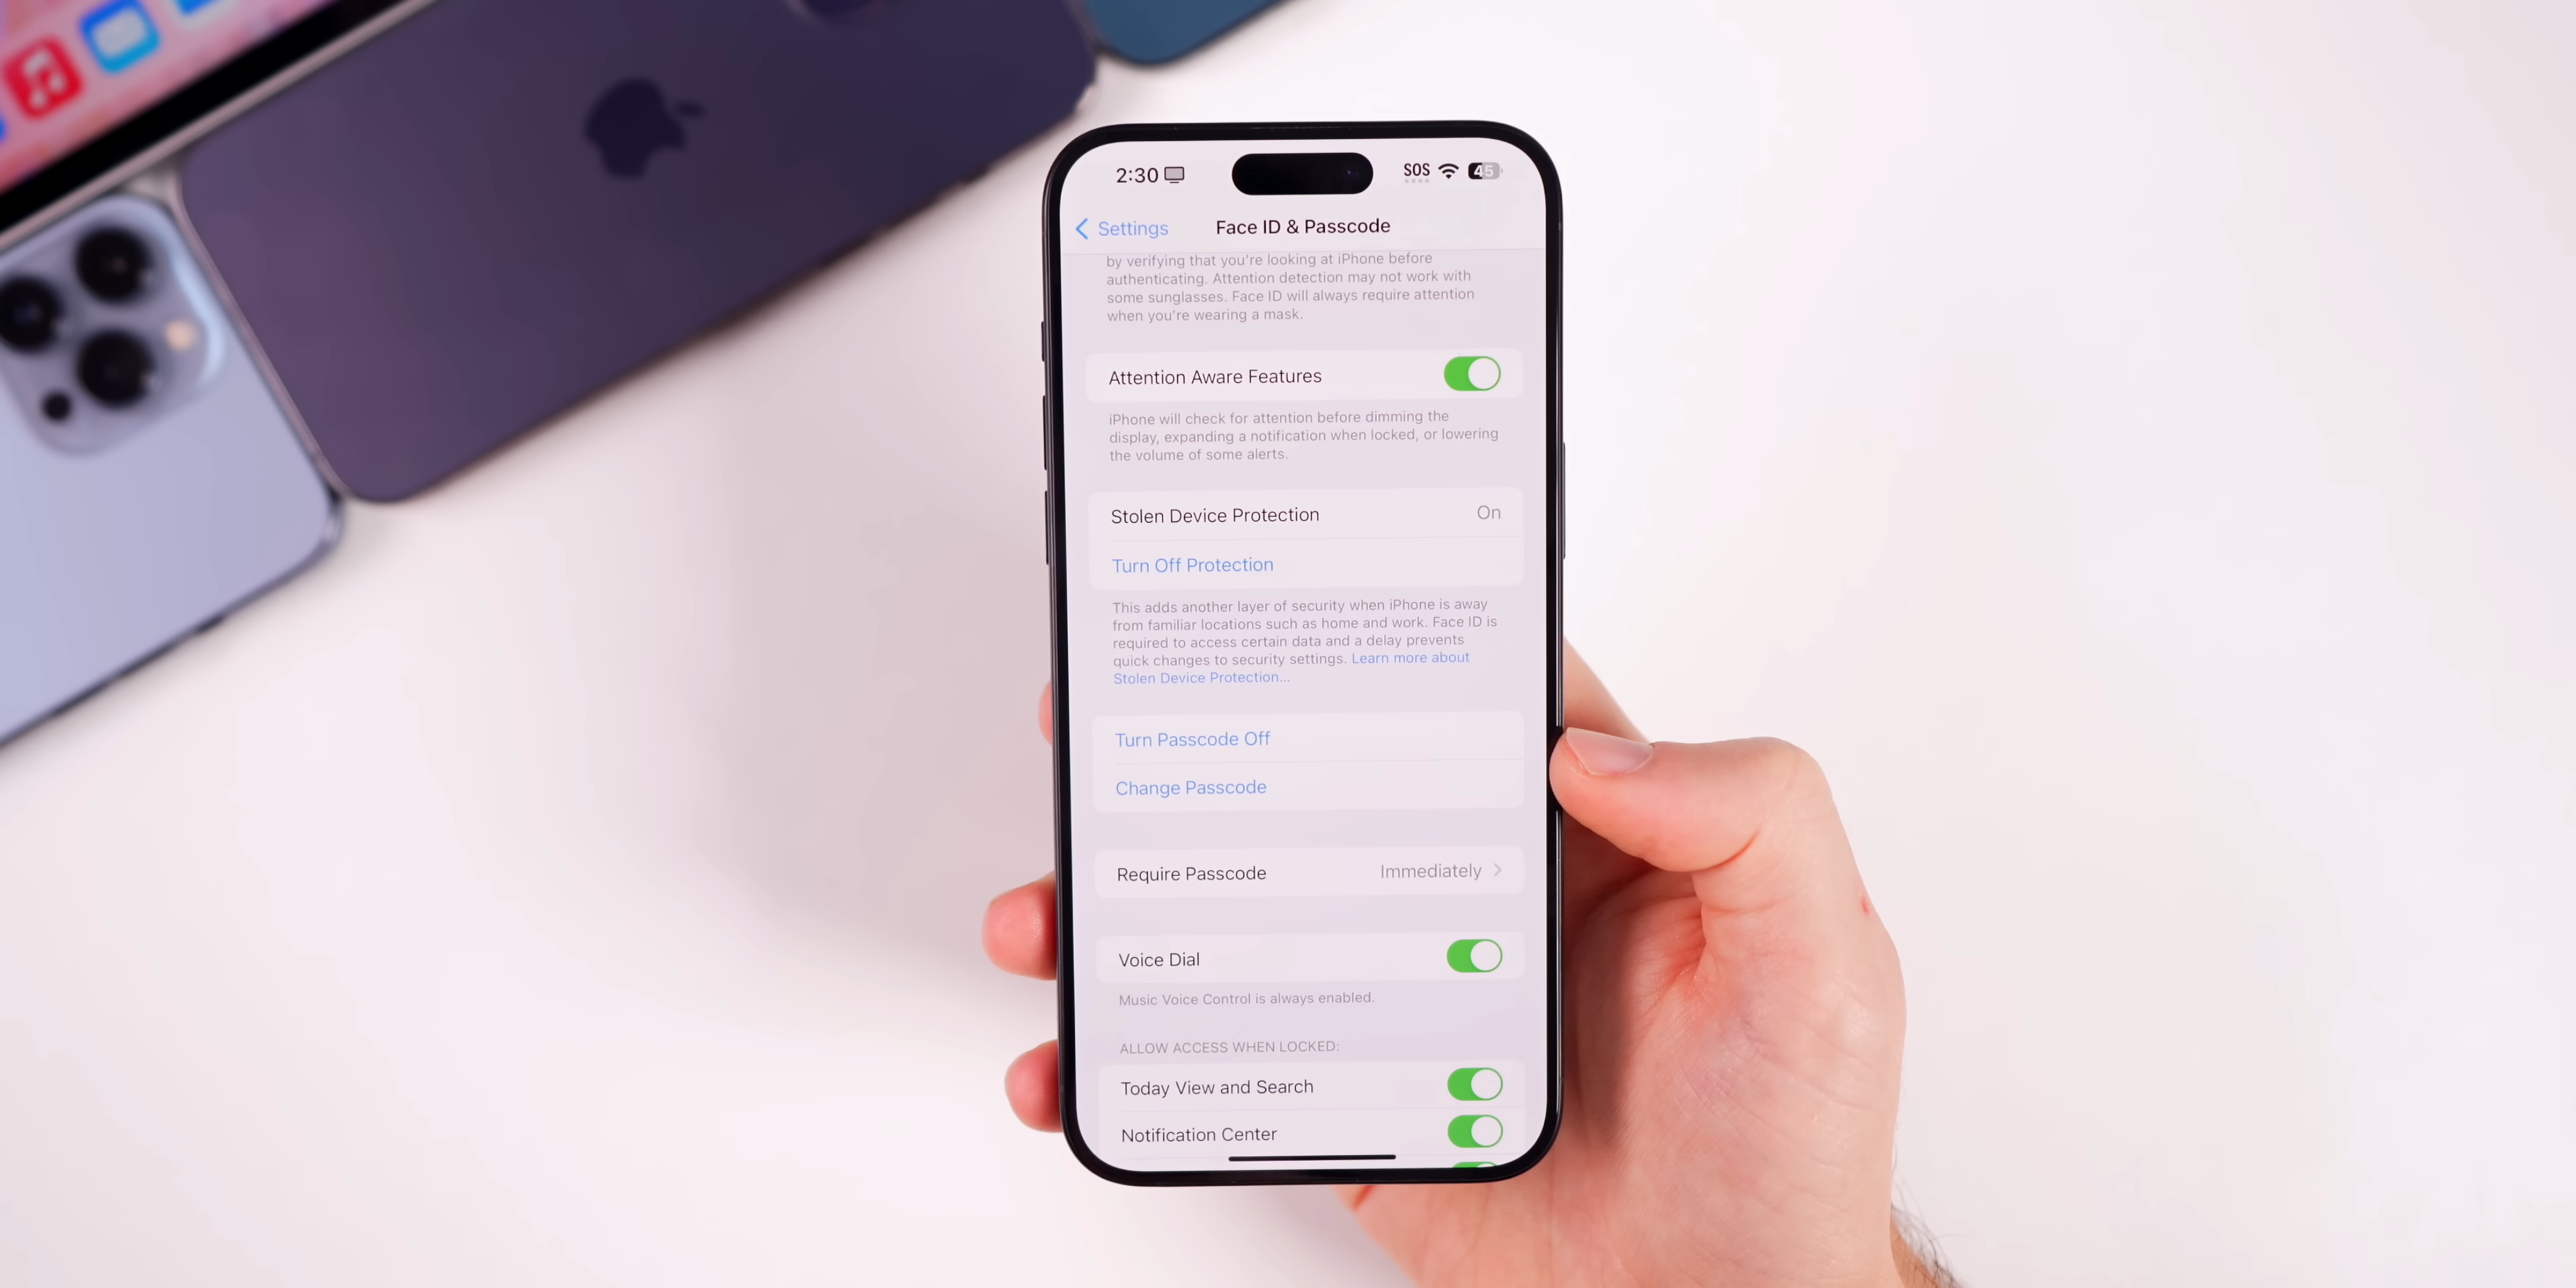 2:30
SOS
45
Settings
Face ID & Passcode
by verifying that you're looking at iPhone before
authenticating. Attention detection may not work with
some sunglasses. Face ID will always require attention
when you're wearing a mask.
Attention Aware Features
iPhone will check for attention before dimming the
display, expanding a notification when locked, or lowering
the volume of some alerts.
Stolen Device Protection On
Turn Off Protection
This adds another layer of security when iPhone is away
from familiar locations such as home and work. Face ID is
required to access certain data and a delay prevents
quick changes to security settings. Learn more about
Stolen Device Protection...
Turn Passcode Off
Change Passcode
Require Passcode Immediately
Voice Dial
Music Voice Control is always enabled.
ALLOW ACCESS WHEN LOCKED:
Today View and Search
Notification Center